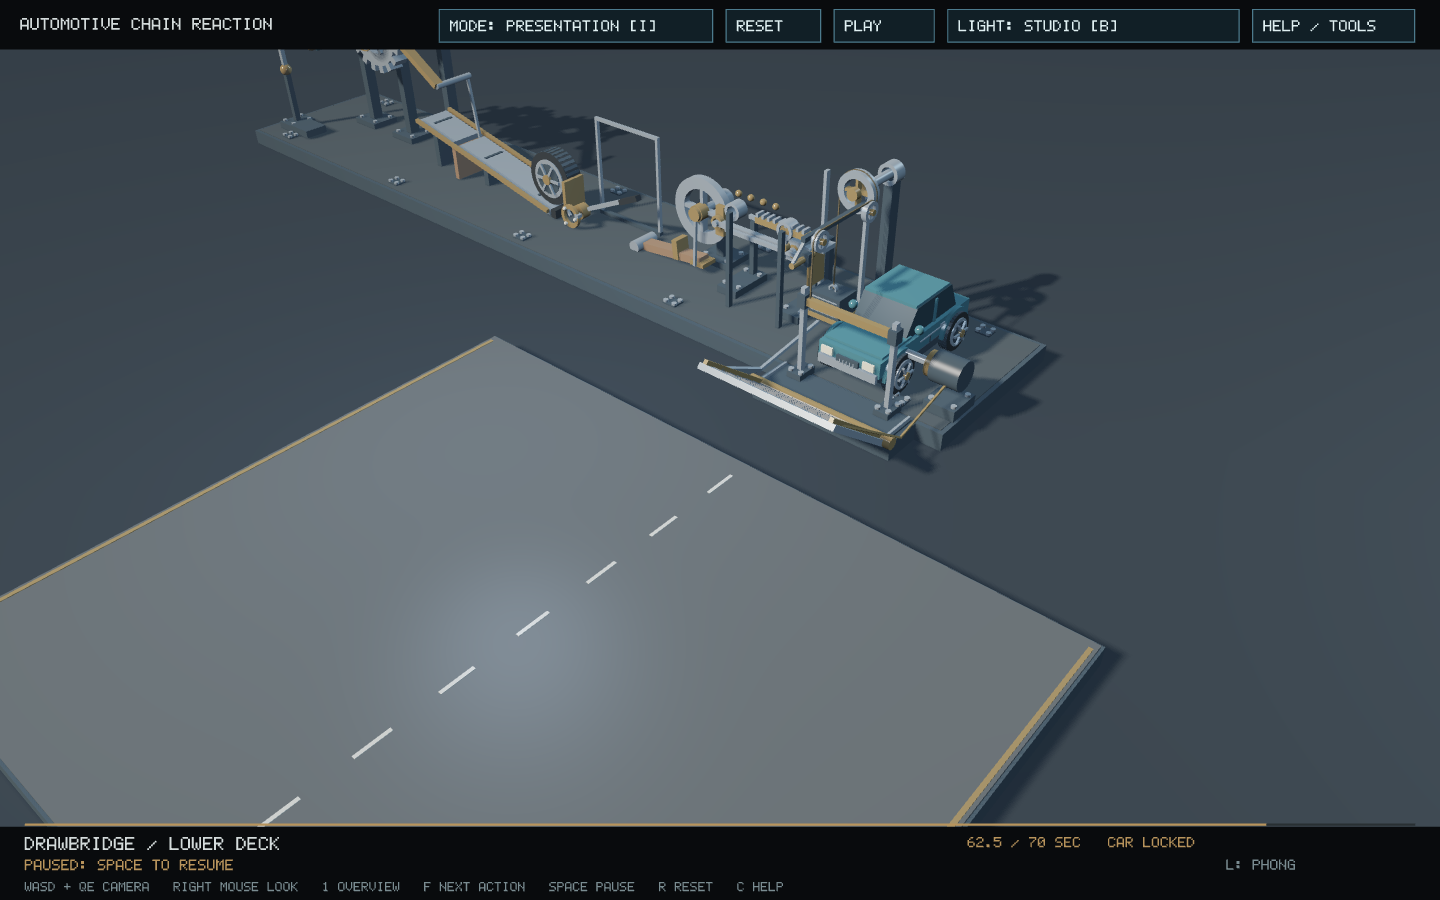 AUTOMOTIVE CHAIN REACTION
MODE: PRESENTATION [I]
RESET
PLAY
LIGHT: STUDIO [B]
HELP / TOOLS
DRAWBRIDGE / LOWER DECK
62.5 / 70 SEC CAR LOCKED
PAUSED: SPACE TO RESUME
L: PHONG
WASD + QE CAMERA RIGHT MOUSE LOOK 1 OVERVIEW F NEXT ACTION SPACE PAUSE R RESET C HELP